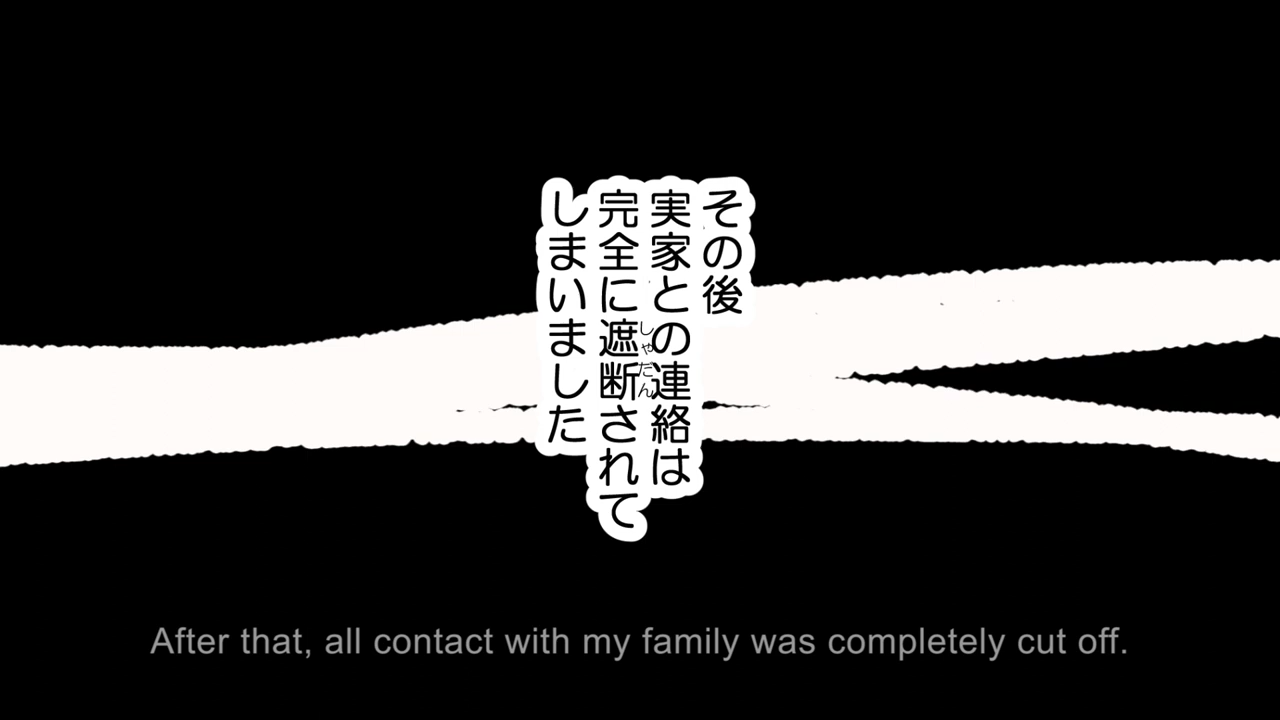 その後
実家との連絡は
完全に遮断されて
しゃだん
しまいました
After that, all contact with my family was completely cut off.